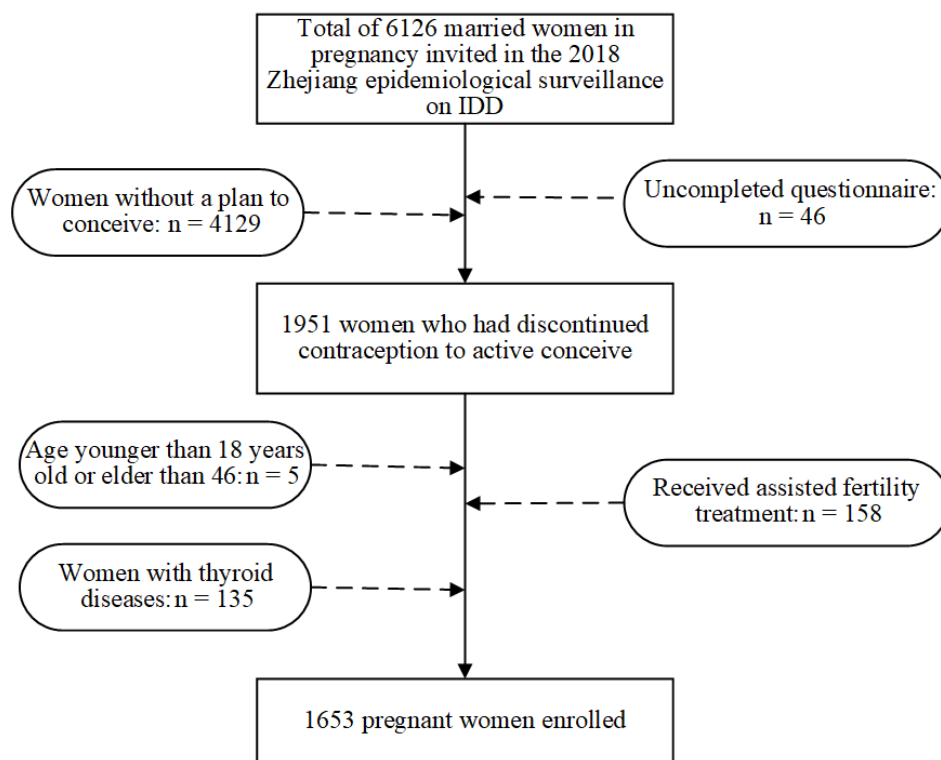 Total of 6126 married women in
pregnancy invited in the 2018
Zhejiang epidemiological surveillance
on IDD
Women without a plan to
conceive: n = 4129
Uncompleted questionnaire:
n = 46
1951 women who had discontinued
contraception to active conceive
Age younger than 18 years
old or elder than 46: n = 5
Received assisted fertility
treatment: n = 158
Women with thyroid
diseases: n = 135
1653 pregnant women enrolled